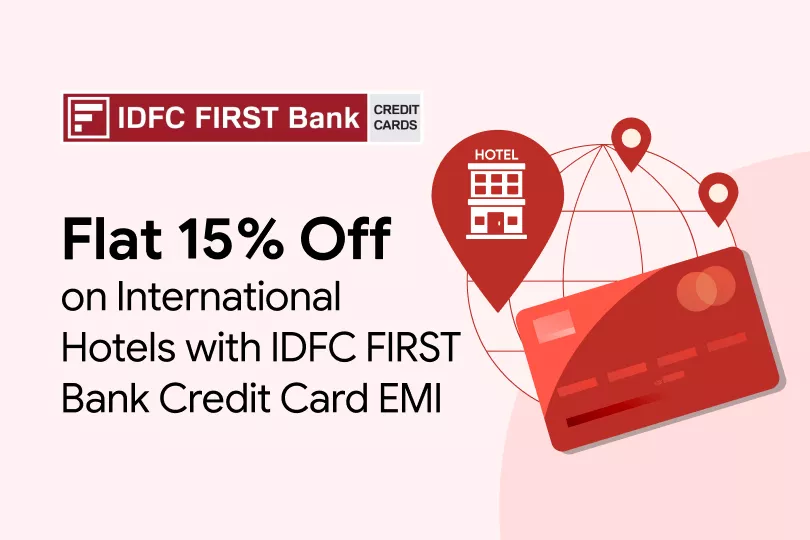 IDFC FIRST Bank
CREDIT
CARDS
HOTEL
Flat 15% Off
on International
Hotels with IDFC FIRST
Bank Credit Card EMI